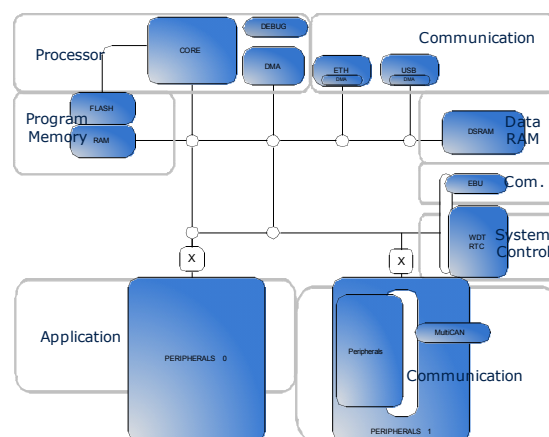 DEBUG
Communication
Processor
CORE
DMA
ETH
DMA
USB
DMA
FLASH
Program
Memory
RAM
Data
RAM
DSRAM
EBU
Com.
System
Control
WDT
RTC
X
X
Application
MultiCAN
PERIPHERALS 0
Peripherals
Communication
PERIPHERALS 1